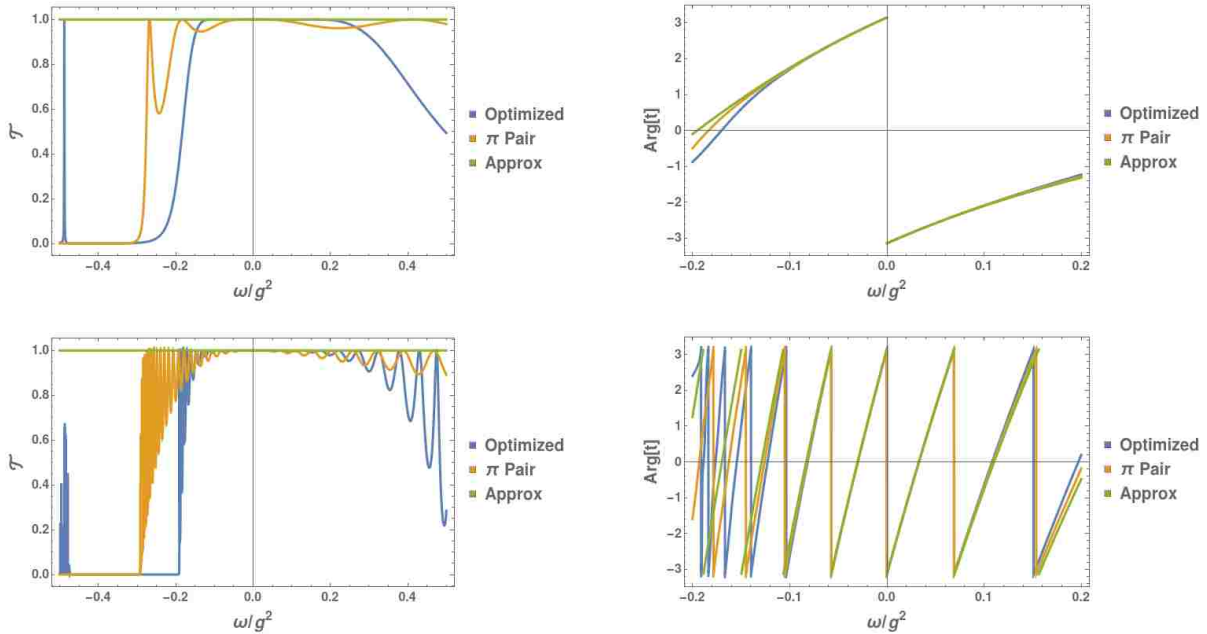 1.0
0.8
0.6
0.4
0.2
0.0
𝒯
−0.4 −0.2 0.0 0.2 0.4
ω/g²
Optimized
π Pair
Approx
3
2
1
0
−1
−2
−3
Arg[t]
−0.2 −0.1 0.0 0.1 0.2
ω/g²
Optimized
π Pair
Approx
1.0
0.8
0.6
0.4
0.2
0.0
𝒯
−0.4 −0.2 0.0 0.2 0.4
ω/g²
Optimized
π Pair
Approx
3
2
1
0
−1
−2
−3
Arg[t]
−0.2 −0.1 0.0 0.1 0.2
ω/g²
Optimized
π Pair
Approx